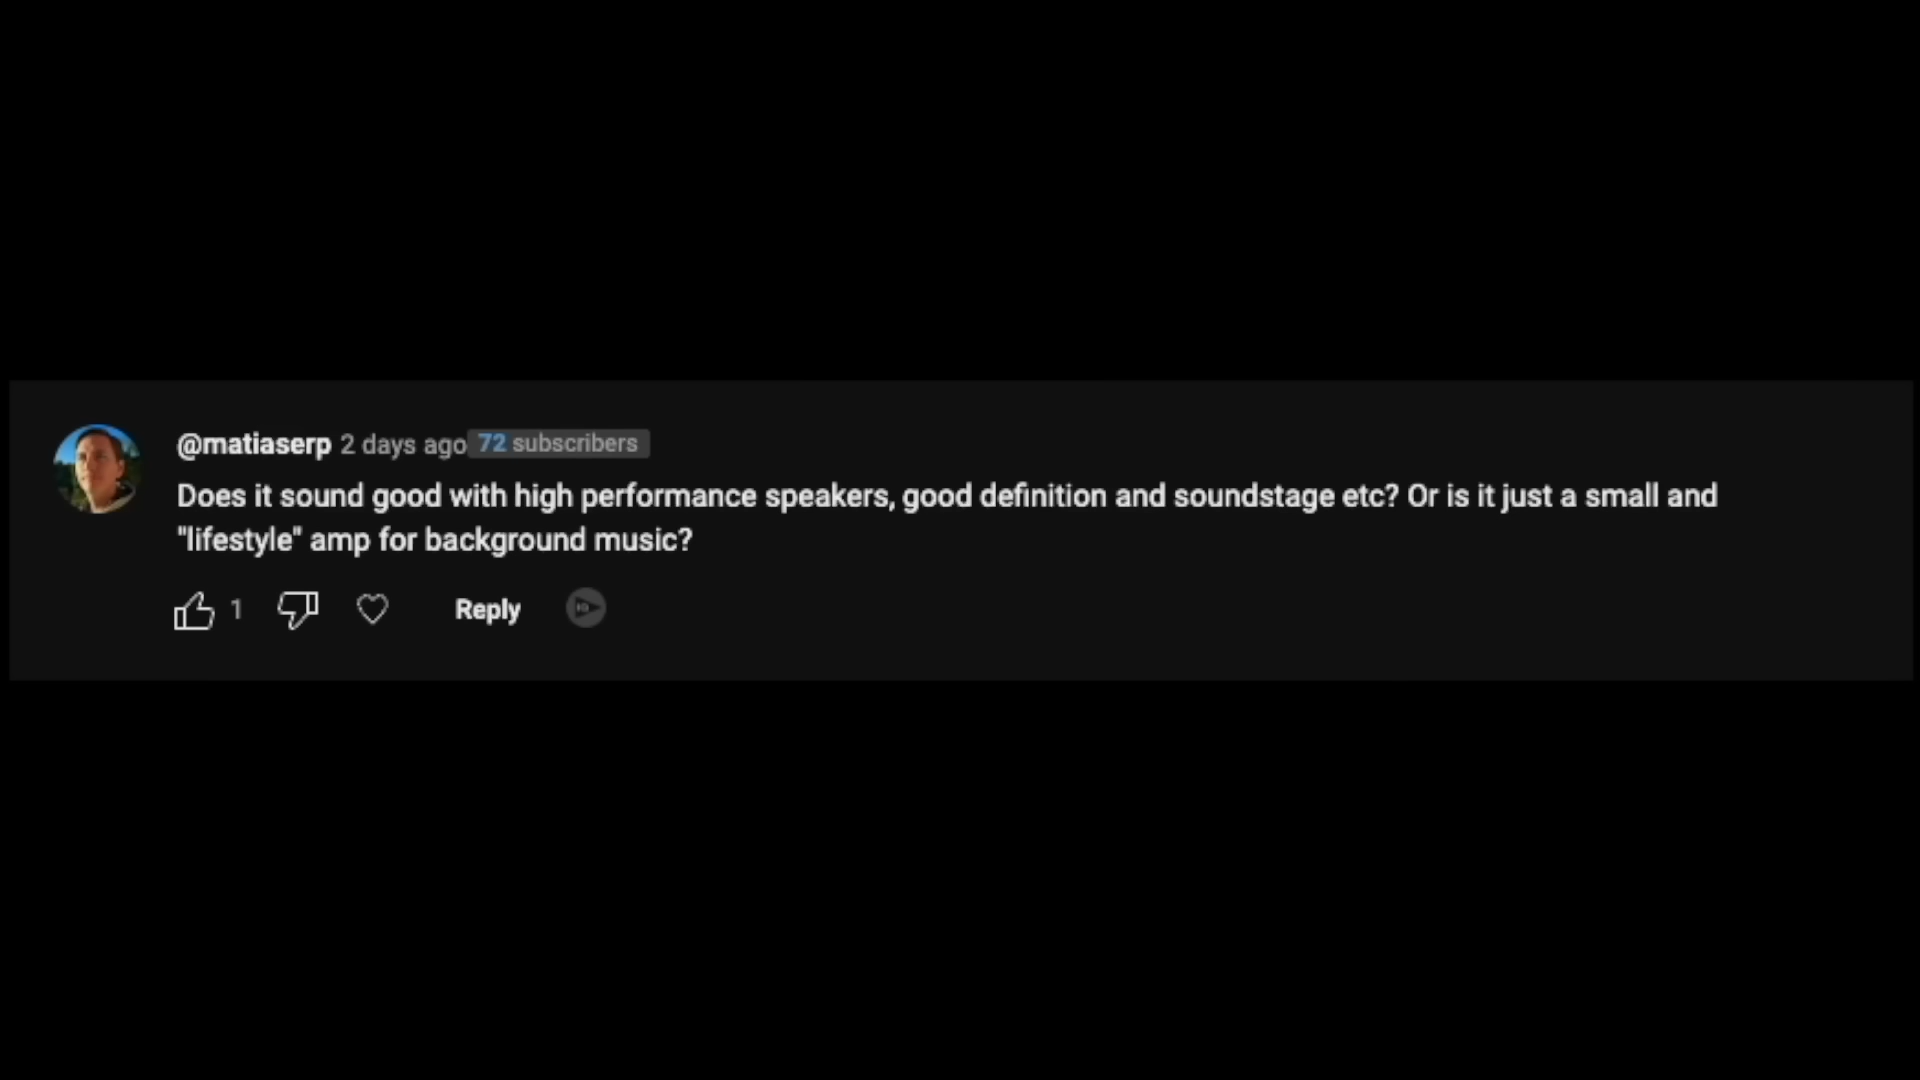 @matiaserp 2 days ago 72 subscribers
Does it sound good with high performance speakers, good definition and soundstage etc? Or is it just a small and
"lifestyle" amp for background music?
1 Reply